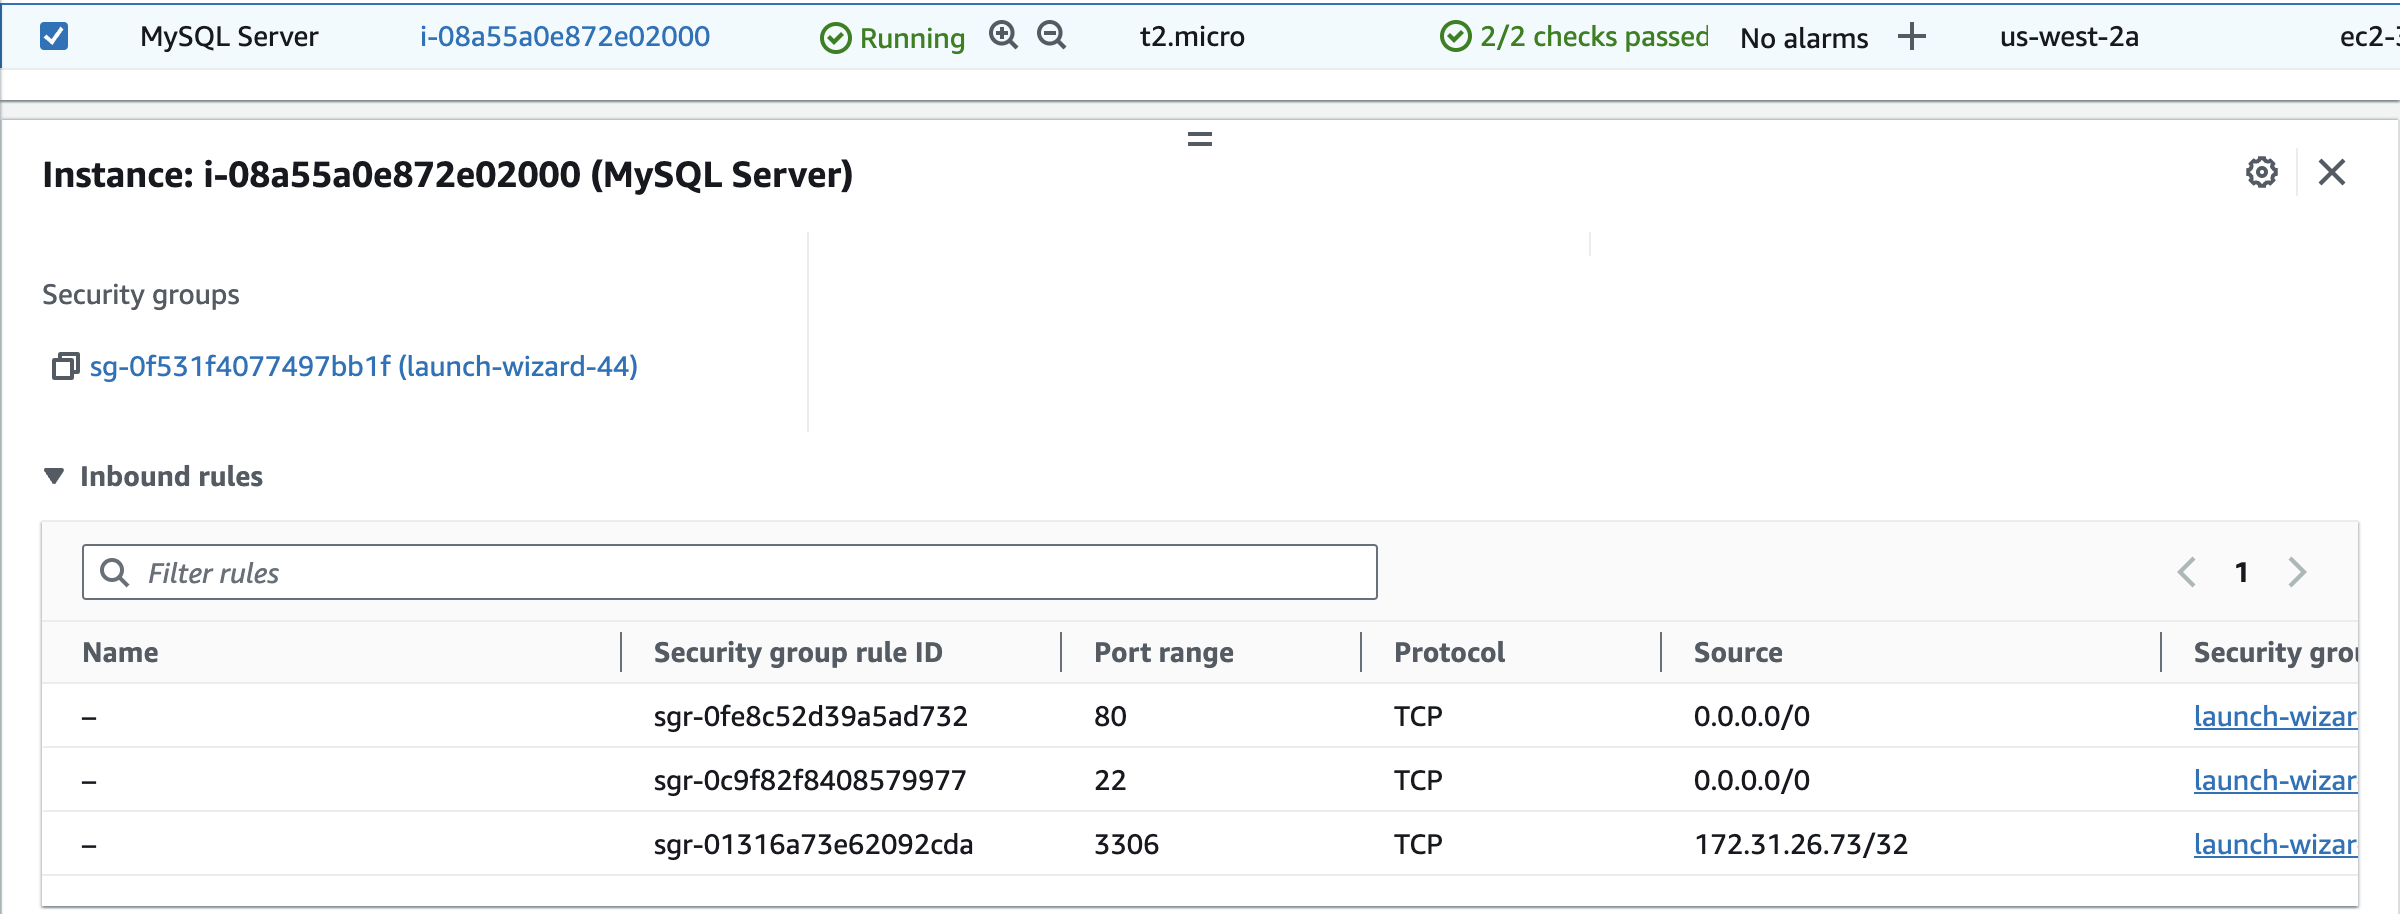 MySQL Server i-08a55a0e872e02000 Running t2.micro 2/2 checks passed No alarms + us-west-2a ec2-3
Instance: i-08a55a0e872e02000 (MySQL Server)
Security groups
sg-0f531f4077497bb1f (launch-wizard-44)
Inbound rules
Filter rules 1
Name Security group rule ID Port range Protocol Source Security grou
– sgr-0fe8c52d39a5ad732 80 TCP 0.0.0.0/0 launch-wizar
– sgr-0c9f82f8408579977 22 TCP 0.0.0.0/0 launch-wizar
– sgr-01316a73e62092cda 3306 TCP 172.31.26.73/32 launch-wizar